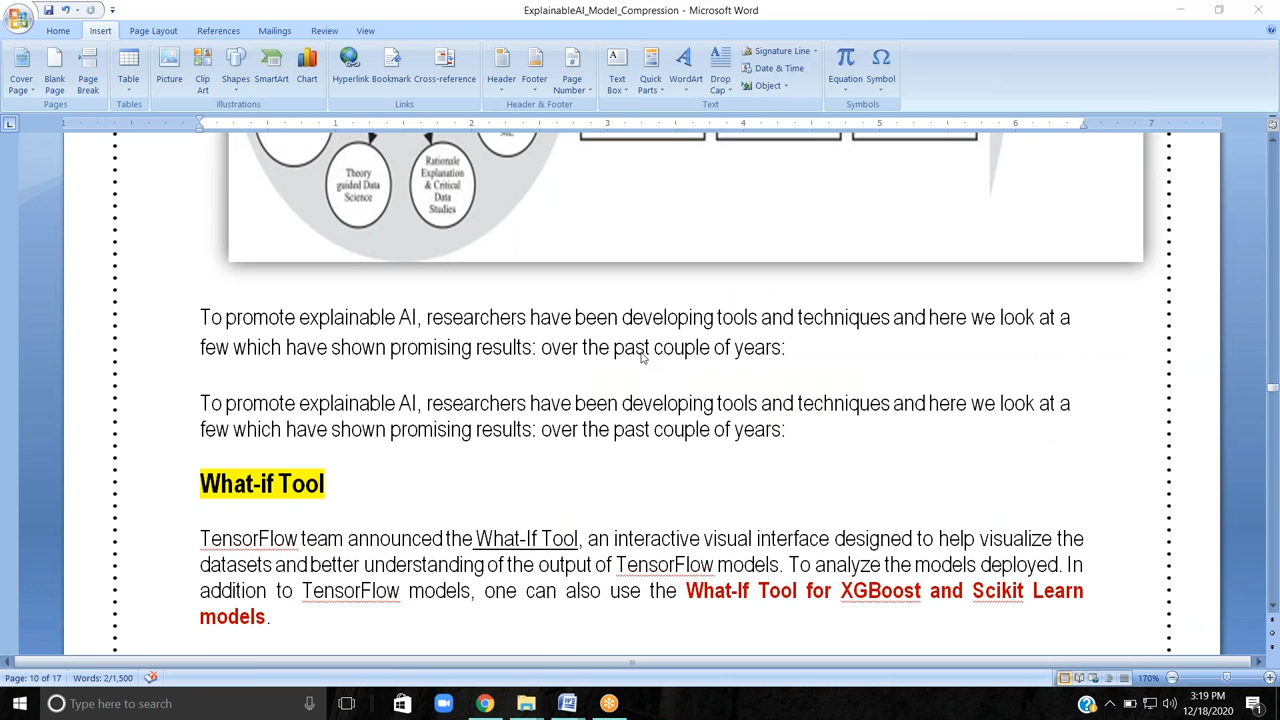 ExplainableAI_Model_Compression - Microsoft Word
Home Insert Page Layout References Mailings Review View
Cover Page Blank Page Page Break Table Picture Clip Art Shapes SmartArt Chart Hyperlink Bookmark Cross-reference Header Footer Page Number Text Box Quick Parts WordArt Drop Cap Signature Line Date & Time Object Equation Symbol
Pages Tables Illustrations Links Header & Footer Text Symbols
1 1 2 3 4 5 6 7
Theory guided Data Science
Rationale Explanation & Critical Data Studies
To promote explainable AI, researchers have been developing tools and techniques and here we look at a
few which have shown promising results: over the past couple of years:
To promote explainable AI, researchers have been developing tools and techniques and here we look at a
few which have shown promising results: over the past couple of years:
What-if Tool
TensorFlow team announced the What-If Tool, an interactive visual interface designed to help visualize the
datasets and better understanding of the output of TensorFlow models. To analyze the models deployed. In
addition to TensorFlow models, one can also use the What-If Tool for XGBoost and Scikit Learn
models.
Page: 10 of 17 Words: 2/1,500 170%
Type here to search
3:19 PM
12/18/2020